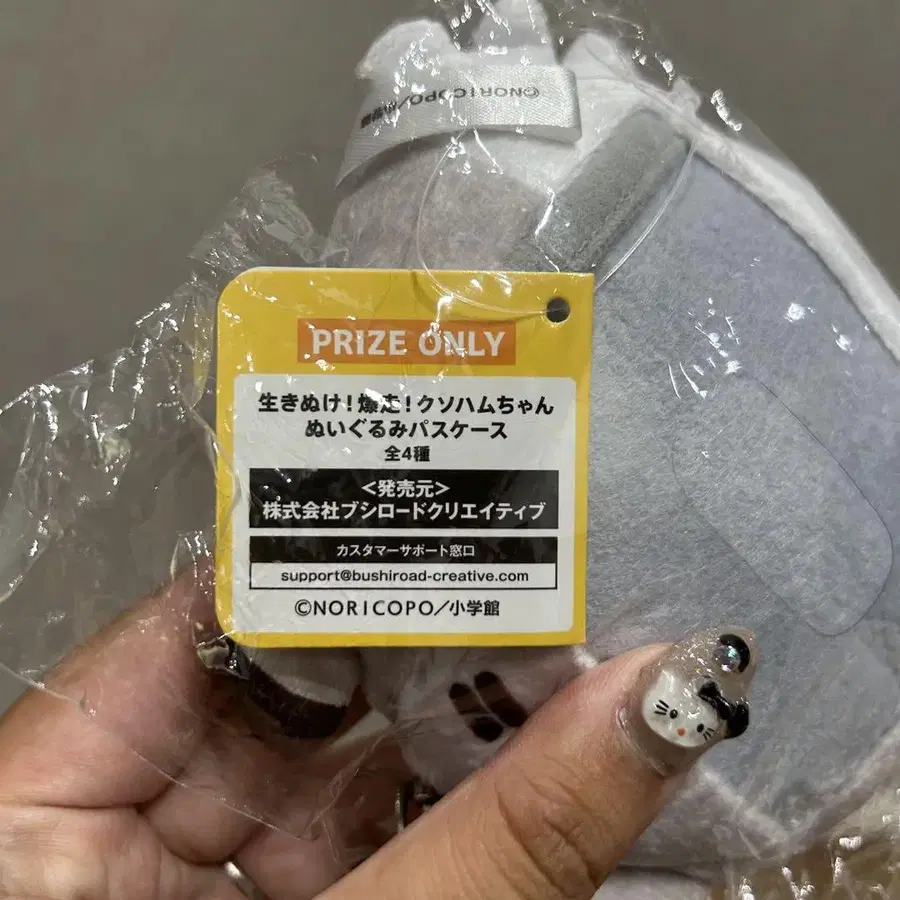 ©NORICOPO/小学館
PRIZE ONLY
生きぬけ!爆走!クソハムちゃん
ぬいぐるみパスケース
全4種
<発売元>
株式会社ブシロードクリエイティブ
カスタマーサポート窓口
support@bushiroad-creative.com
©NORICOPO/小学館